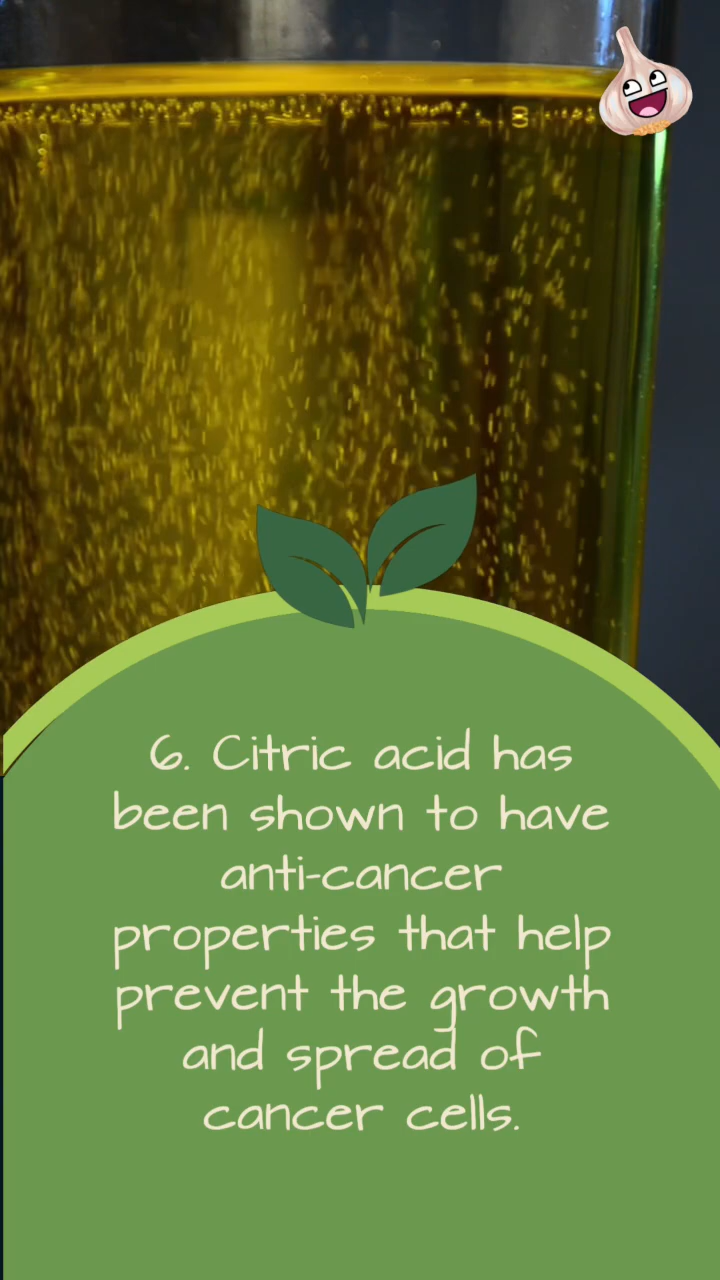 6. Citric acid has
been shown to have
anti-cancer
properties that help
prevent the growth
and spread of
cancer cells.